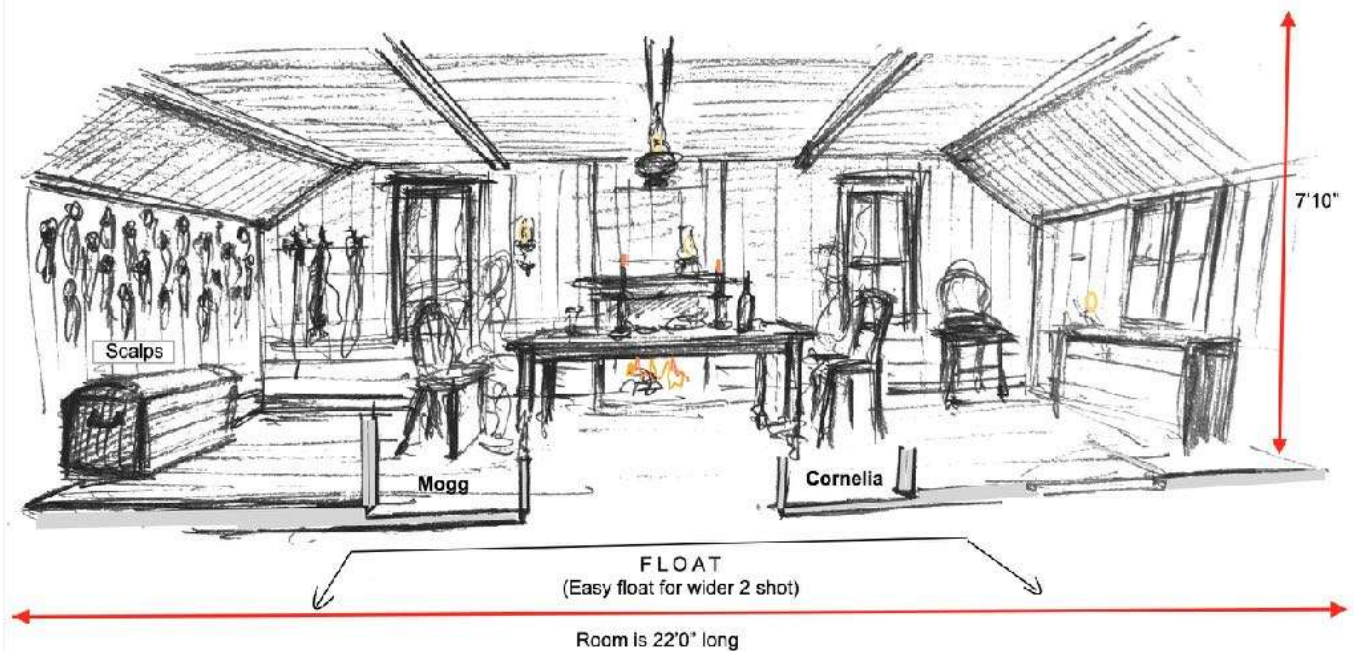 7'10"
Scalps
Mogg
Cornelia
FLOAT
(Easy float for wider 2 shot)
Room is 22'0" long